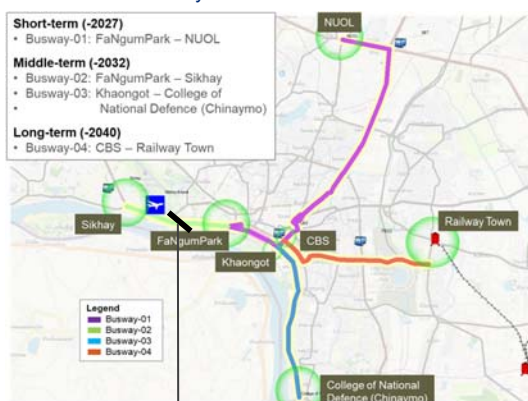 Short-term (-2027)
• Busway-01: FaNgumPark – NUOL
Middle-term (-2032)
• Busway-02: FaNgumPark – Sikhay
• Busway-03: Khaongot – College of
• National Defence (Chinaymo)
Long-term (-2040)
• Busway-04: CBS – Railway Town
NUOL
Railway Town
Sikhay
FaNgumPark
CBS
Khaongot
Legend
Busway-01
Busway-02
Busway-03
Busway-04
College of National
Defence (Chinaymo)